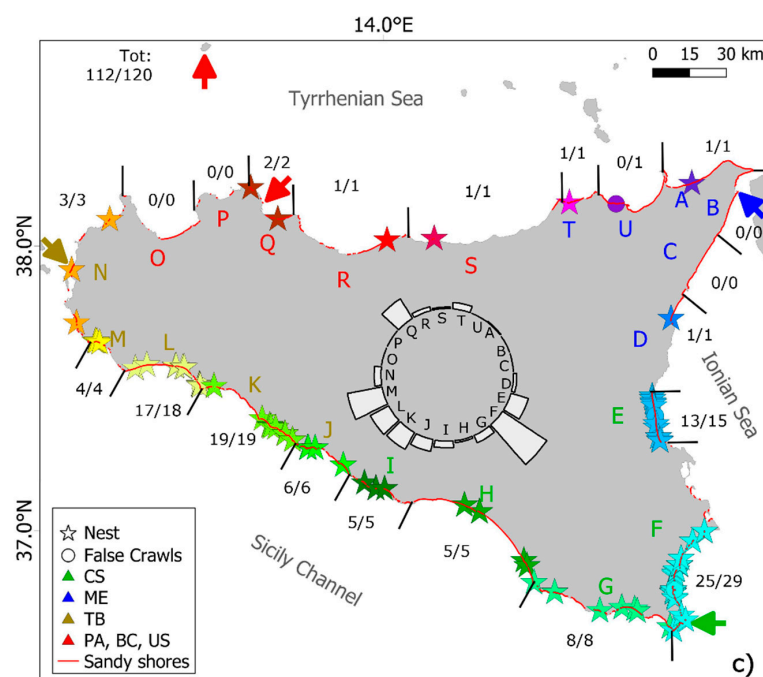 14.0°E
Tot:
112/120
0 15 30 km
Tyrrhenian Sea
0/0 2/2 1/1 1/1 1/1 0/1 1/1
3/3 0/0
P Q T U A B
38.0°N
N O R S C 0/0
0/0
M L D 1/1
Ionian Sea
O P Q R S T U A B C D E F G H I J K L M N
4/4 17/18 K E 13/15
19/19 J
6/6 I
5/5 H
37.0°N
5/5 F
Sicily Channel
G 25/29
8/8
Nest
False Crawls
CS
ME
TB
PA, BC, US
Sandy shores
c)